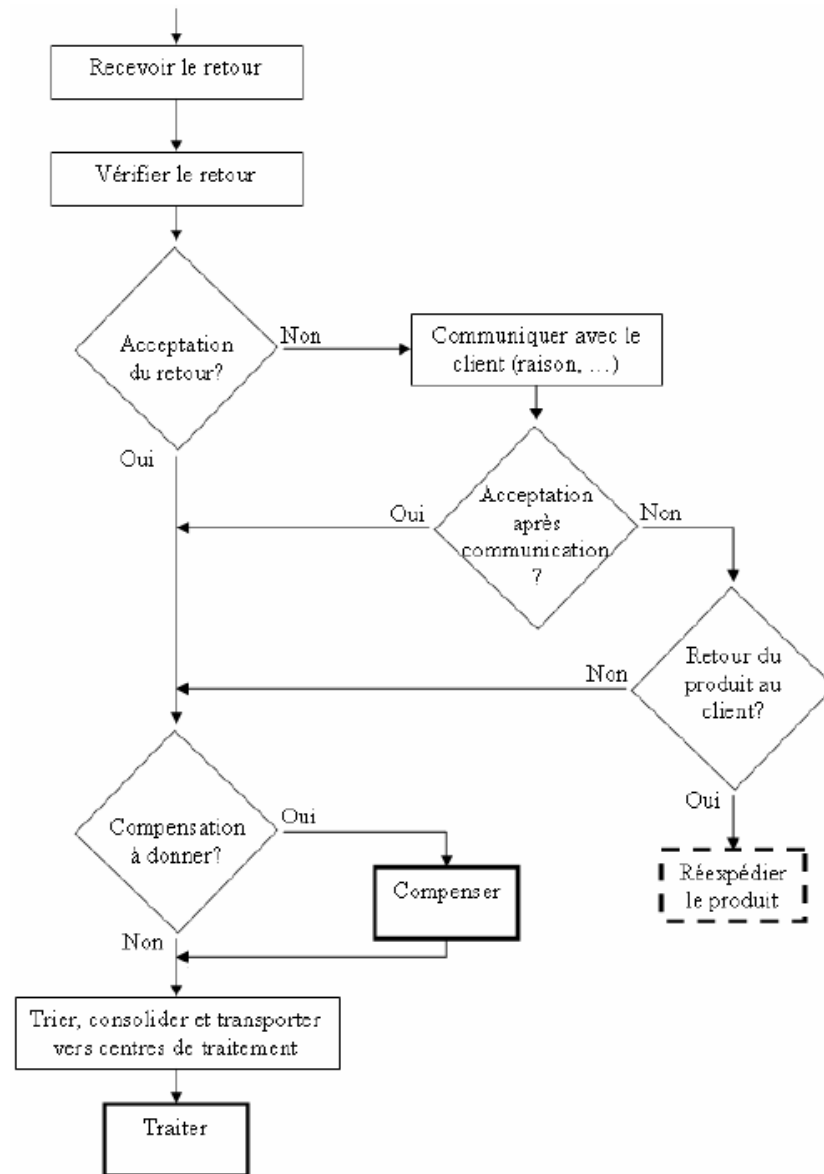 Recevoir le retour
Vérifier le retour
Acceptation
du retour?
Non
Communiquer avec le
client (raison, …)
Oui
Acceptation
après
communication
?
Oui
Non
Retour du
produit au
client?
Non
Oui
Réexpédier
le produit
Compensation
à donner?
Oui
Compenser
Non
Trier, consolider et transporter
vers centres de traitement
Traiter